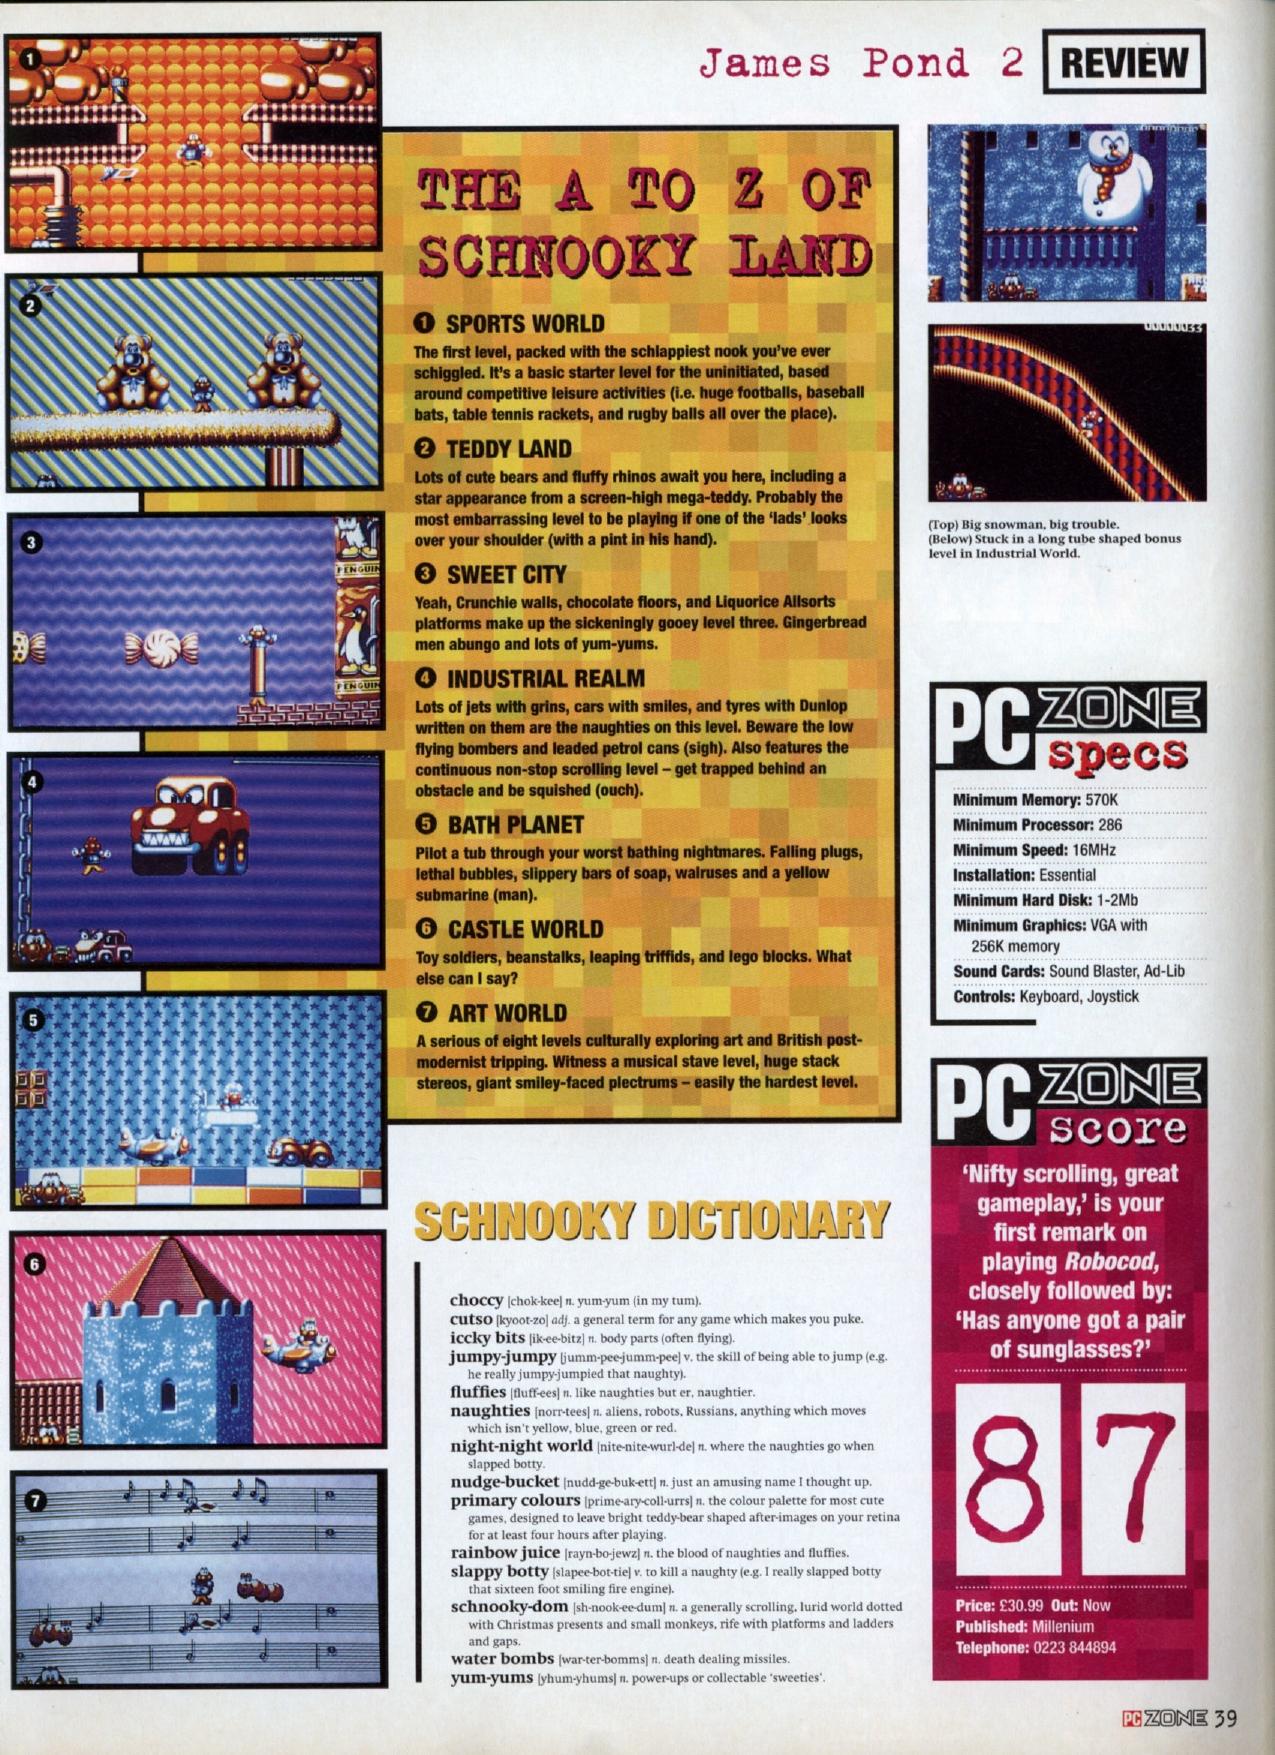 James Pond 2 REVIEW
1
2
3
PENGUIN
PENGUIN
4
5
6
7
THE A TO Z OF
SCHNOOKY LAND
1 SPORTS WORLD
The first level, packed with the schlappiest nook you've ever
schiggled. It's a basic starter level for the uninitiated, based
around competitive leisure activities (i.e. huge footballs, baseball
bats, table tennis rackets, and rugby balls all over the place).
2 TEDDY LAND
Lots of cute bears and fluffy rhinos await you here, including a
star appearance from a screen-high mega-teddy. Probably the
most embarrassing level to be playing if one of the 'lads' looks
over your shoulder (with a pint in his hand).
3 SWEET CITY
Yeah, Crunchie walls, chocolate floors, and Liquorice Allsorts
platforms make up the sickeningly gooey level three. Gingerbread
men abungo and lots of yum-yums.
4 INDUSTRIAL REALM
Lots of jets with grins, cars with smiles, and tyres with Dunlop
written on them are the naughties on this level. Beware the low
flying bombers and leaded petrol cans (sigh). Also features the
continuous non-stop scrolling level – get trapped behind an
obstacle and be squished (ouch).
5 BATH PLANET
Pilot a tub through your worst bathing nightmares. Falling plugs,
lethal bubbles, slippery bars of soap, walruses and a yellow
submarine (man).
6 CASTLE WORLD
Toy soldiers, beanstalks, leaping triffids, and lego blocks. What
else can I say?
7 ART WORLD
A serious of eight levels culturally exploring art and British post-
modernist tripping. Witness a musical stave level, huge stack
stereos, giant smiley-faced plectrums – easily the hardest level.
SCHNOOKY DICTIONARY
choccy [chok-kee] n. yum-yum (in my tum).
cutso [kyoot-zo] adj. a general term for any game which makes you puke.
iccky bits [ik-ee-bitz] n. body parts (often flying).
jumpy-jumpy [jumm-pee-jumm-pee] v. the skill of being able to jump (e.g.
he really jumpy-jumpied that naughty).
fluffies [fluff-ees] n. like naughties but er, naughtier.
naughties [norr-tees] n. aliens, robots, Russians, anything which moves
which isn't yellow, blue, green or red.
night-night world [nite-nite-wurl-de] n. where the naughties go when
slapped botty.
nudge-bucket [nudd-ge-buk-ett] n. just an amusing name I thought up.
primary colours [prime-ary-coll-urrs] n. the colour palette for most cute
games, designed to leave bright teddy-bear shaped after-images on your retina
for at least four hours after playing.
rainbow juice [rayn-bo-jewz] n. the blood of naughties and fluffies.
slappy botty [slapee-bot-tie] v. to kill a naughty (e.g. I really slapped botty
that sixteen foot smiling fire engine).
schnooky-dom [sh-nook-ee-dum] n. a generally scrolling, lurid world dotted
with Christmas presents and small monkeys, rife with platforms and ladders
and gaps.
water bombs [war-ter-bomms] n. death dealing missiles.
yum-yums [yhum-yhums] n. power-ups or collectable 'sweeties'.
00000033
(Top) Big snowman, big trouble.
(Below) Stuck in a long tube shaped bonus
level in Industrial World.
PC ZONE
specs
Minimum Memory: 570K
Minimum Processor: 286
Minimum Speed: 16MHz
Installation: Essential
Minimum Hard Disk: 1-2Mb
Minimum Graphics: VGA with
256K memory
Sound Cards: Sound Blaster, Ad-Lib
Controls: Keyboard, Joystick
PC ZONE
score
'Nifty scrolling, great
gameplay,' is your
first remark on
playing Robocod,
closely followed by:
'Has anyone got a pair
of sunglasses?'
87
Price: £30.99 Out: Now
Published: Millenium
Telephone: 0223 844894
PC ZONE 39